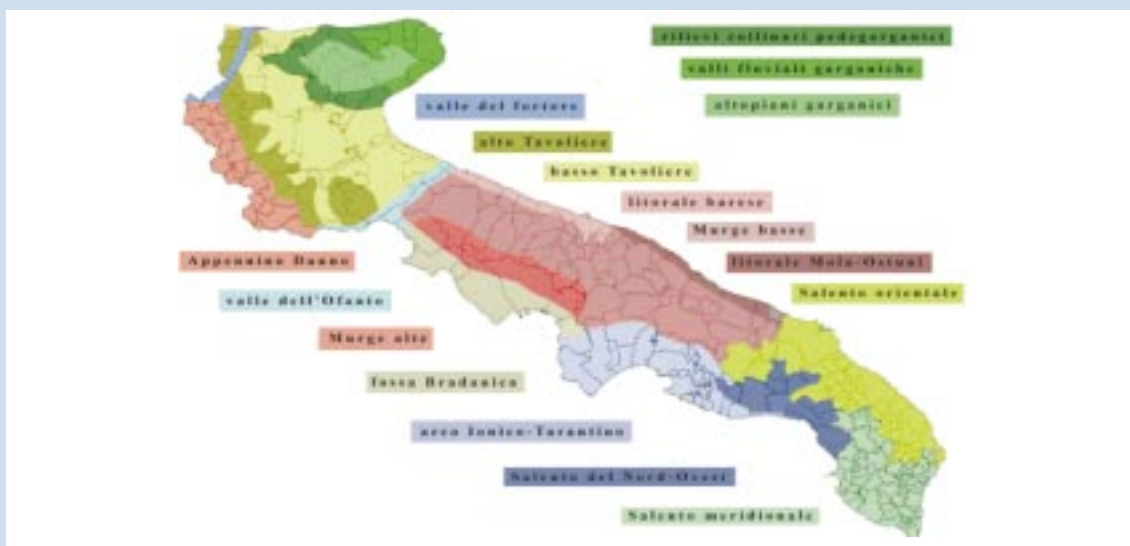 rilievi collinari pedegarganici
valli fluviali garganiche
altopiani garganici
valle del fortore
alto Tavoliere
basso Tavoliere
litorale barese
Murge basse
litorale Mola-Ostuni
Salento orientale
Appennino Dauno
valle dell'Ofanto
Murge alte
fossa Bradanica
arco Ionico-Tarantino
Salento del Nord-Ovest
Salento meridionale